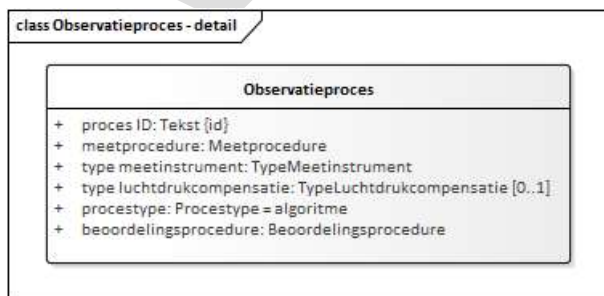 class Observatieproces - detail
Observatieproces
+ proces ID: Tekst {id}
+ meetprocedure: Meetprocedure
+ type meetinstrument: TypeMeetinstrument
+ type luchtdrukcompensatie: TypeLuchtdrukcompensatie [0..1]
+ procestype: Procestype = algoritme
+ beoordelingsprocedure: Beoordelingsprocedure